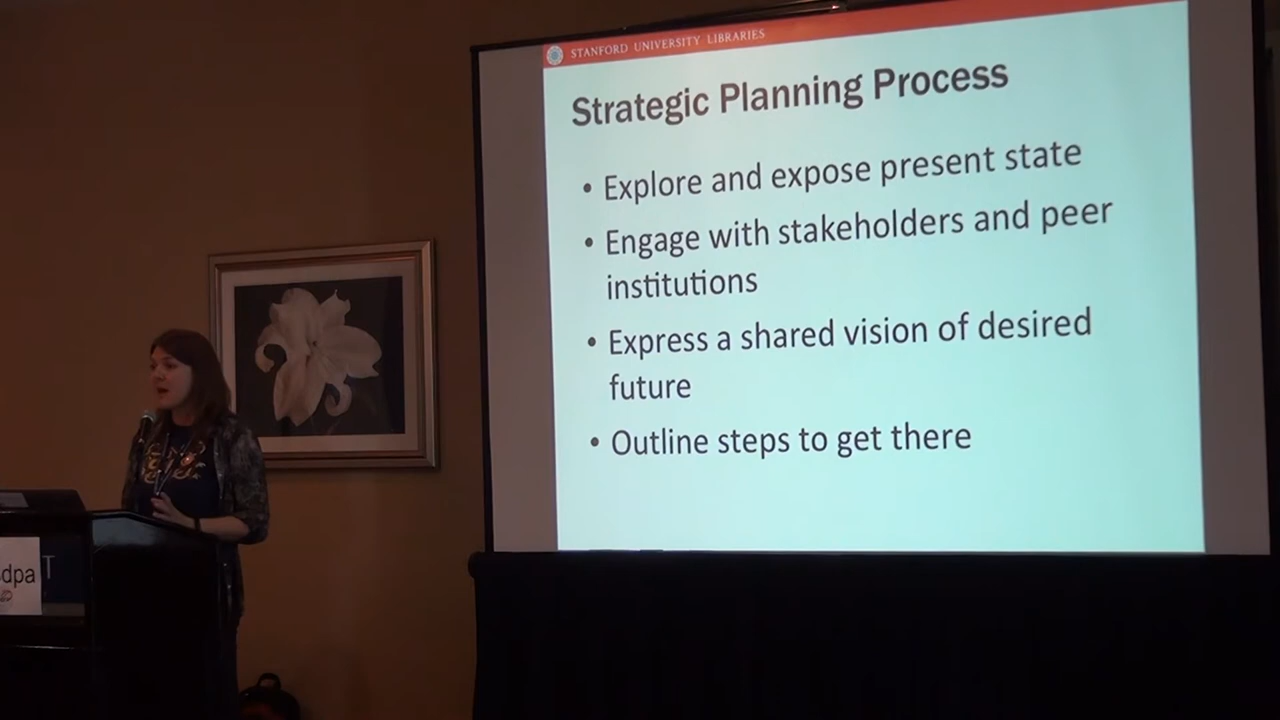 STANFORD UNIVERSITY LIBRARIES
Strategic Planning Process
• Explore and expose present state
• Engage with stakeholders and peer
institutions
• Express a shared vision of desired
future
• Outline steps to get there
dpa
T